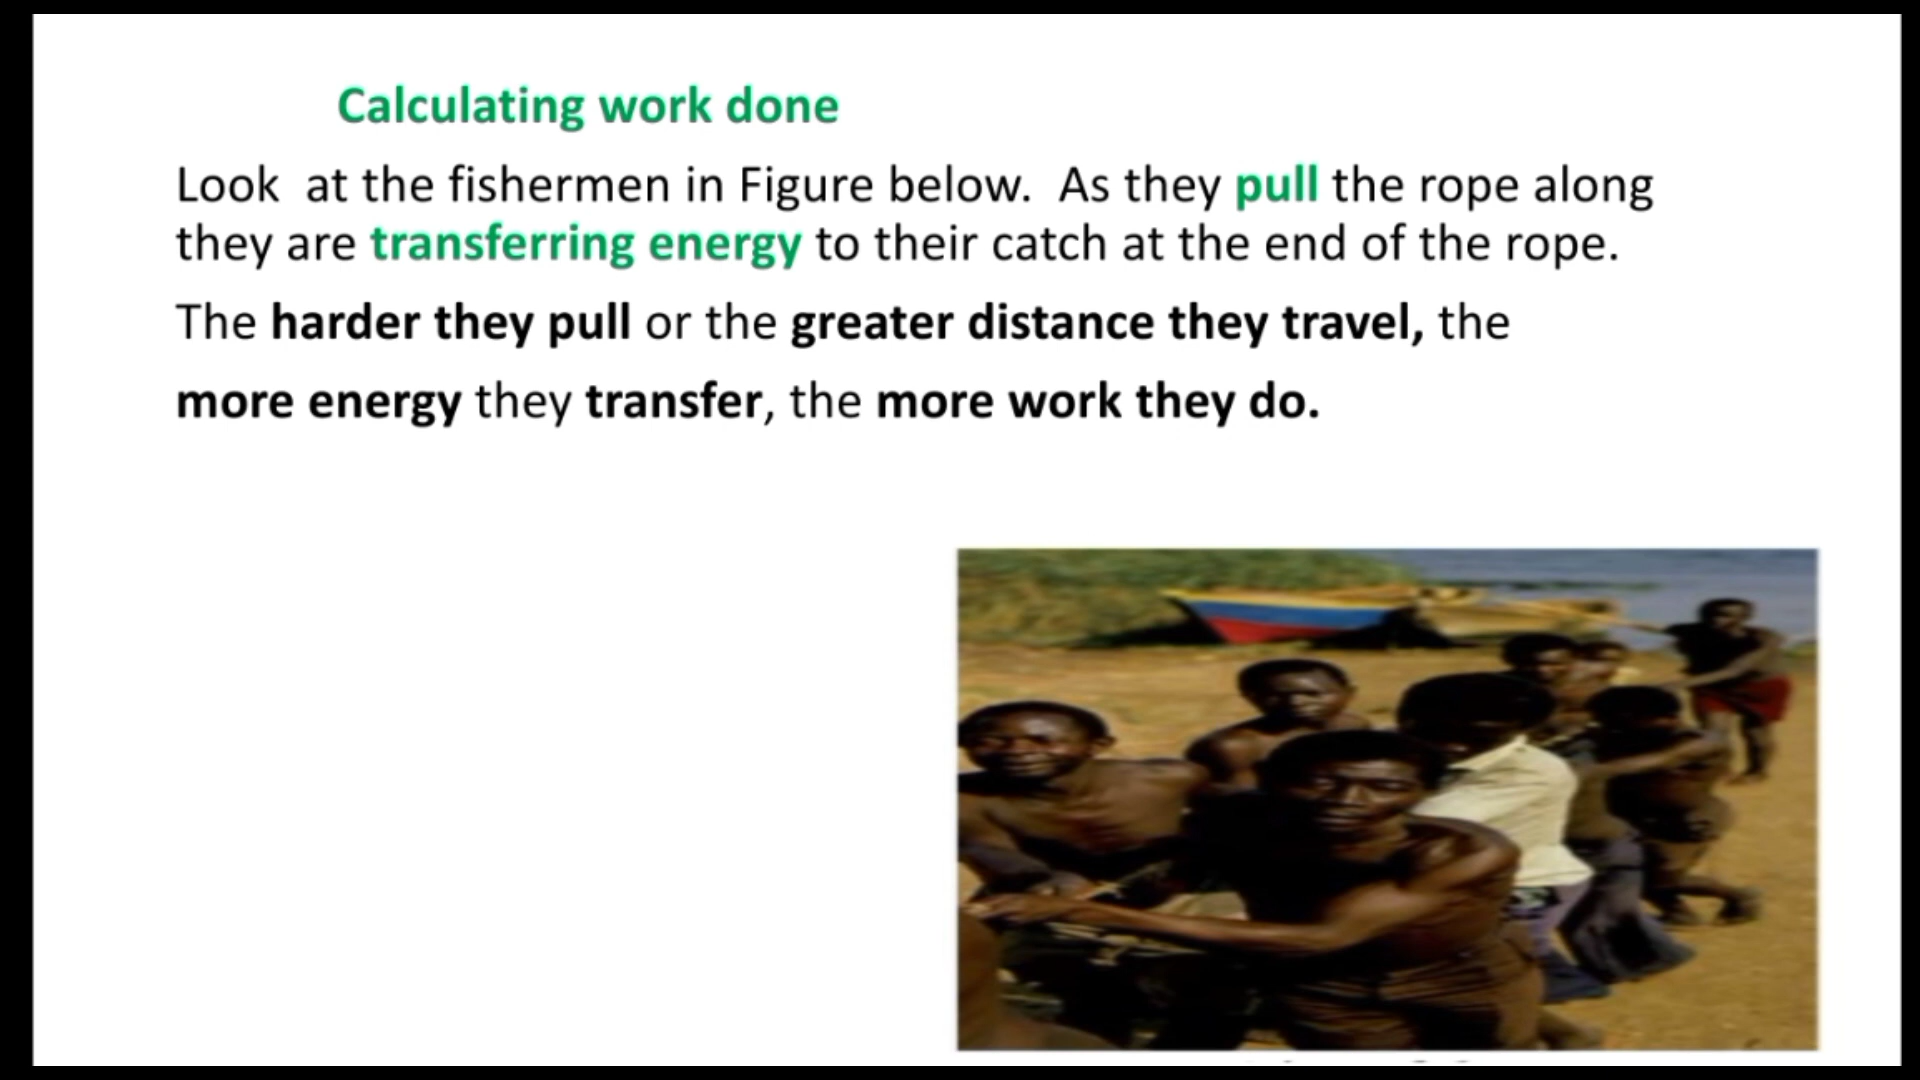 Calculating work done
Look at the fishermen in Figure below. As they pull the rope along
they are transferring energy to their catch at the end of the rope.
The harder they pull or the greater distance they travel, the
more energy they transfer, the more work they do.